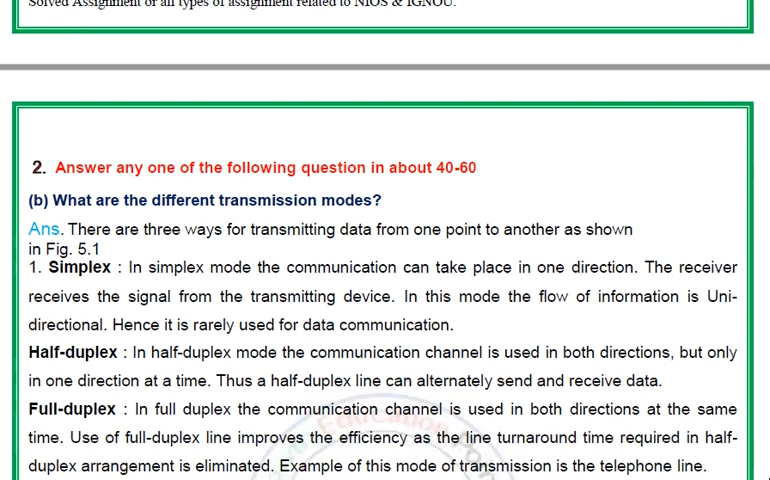 Solved Assignment or all types of assignment related to NIOS & IGNOU.
2. Answer any one of the following question in about 40-60
(b) What are the different transmission modes?
Ans. There are three ways for transmitting data from one point to another as shown
in Fig. 5.1
1. Simplex : In simplex mode the communication can take place in one direction. The receiver
receives the signal from the transmitting device. In this mode the flow of information is Uni-
directional. Hence it is rarely used for data communication.
Half-duplex : In half-duplex mode the communication channel is used in both directions, but only
in one direction at a time. Thus a half-duplex line can alternately send and receive data.
Full-duplex : In full duplex the communication channel is used in both directions at the same
time. Use of full-duplex line improves the efficiency as the line turnaround time required in half-
duplex arrangement is eliminated. Example of this mode of transmission is the telephone line.
Education